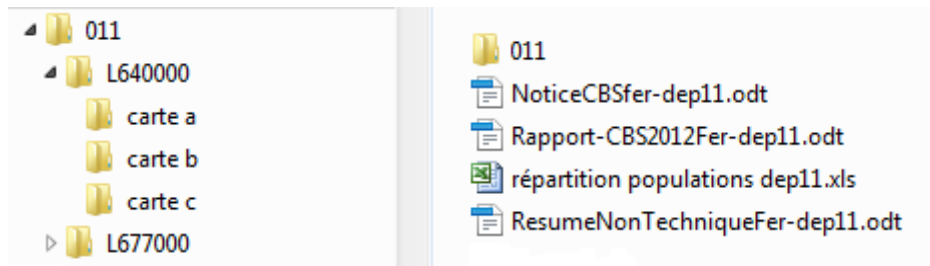 011
L640000
carte a
carte b
carte c
L677000
011
NoticeCBSfer-dep11.odt
Rapport-CBS2012Fer-dep11.odt
répartition populations dep11.xls
ResumeNonTechniqueFer-dep11.odt